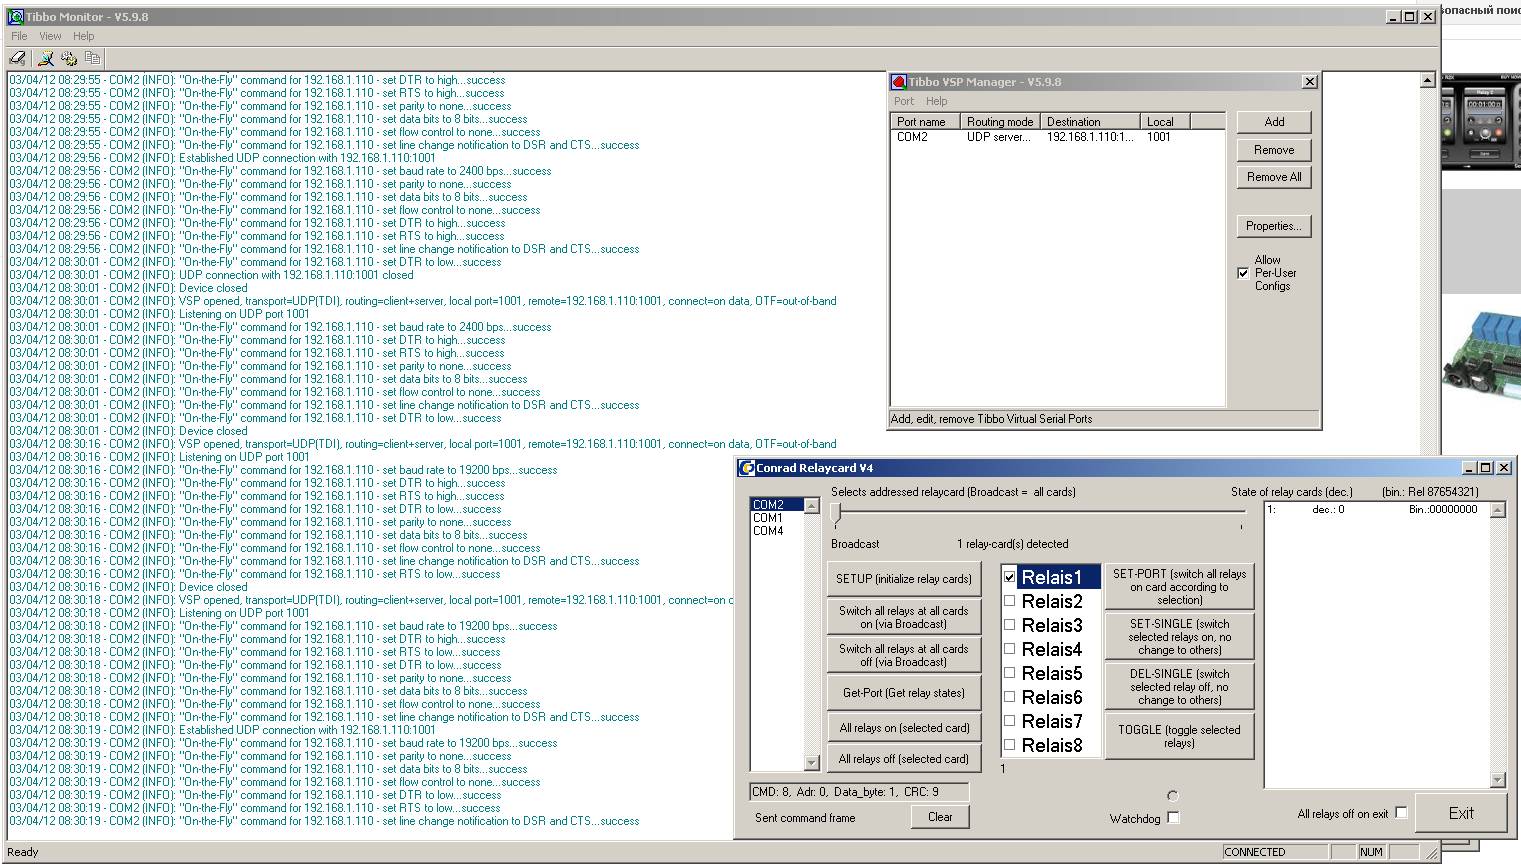 Tibbo Monitor - V5.9.8
File View Help
03/04/12 08:29:55 - COM2 (INFO): "On-the-Fly" command for 192.168.1.110 - set DTR to high...success
03/04/12 08:29:55 - COM2 (INFO): "On-the-Fly" command for 192.168.1.110 - set RTS to high...success
03/04/12 08:29:55 - COM2 (INFO): "On-the-Fly" command for 192.168.1.110 - set parity to none...success
03/04/12 08:29:55 - COM2 (INFO): "On-the-Fly" command for 192.168.1.110 - set data bits to 8 bits...success
03/04/12 08:29:55 - COM2 (INFO): "On-the-Fly" command for 192.168.1.110 - set flow control to none...success
03/04/12 08:29:55 - COM2 (INFO): "On-the-Fly" command for 192.168.1.110 - set line change notification to DSR and CTS...success
03/04/12 08:29:56 - COM2 (INFO): Established UDP connection with 192.168.1.110:1001
03/04/12 08:29:56 - COM2 (INFO): "On-the-Fly" command for 192.168.1.110 - set baud rate to 2400 bps...success
03/04/12 08:29:56 - COM2 (INFO): "On-the-Fly" command for 192.168.1.110 - set parity to none...success
03/04/12 08:29:56 - COM2 (INFO): "On-the-Fly" command for 192.168.1.110 - set data bits to 8 bits...success
03/04/12 08:29:56 - COM2 (INFO): "On-the-Fly" command for 192.168.1.110 - set flow control to none...success
03/04/12 08:29:56 - COM2 (INFO): "On-the-Fly" command for 192.168.1.110 - set DTR to high...success
03/04/12 08:29:56 - COM2 (INFO): "On-the-Fly" command for 192.168.1.110 - set RTS to high...success
03/04/12 08:29:56 - COM2 (INFO): "On-the-Fly" command for 192.168.1.110 - set line change notification to DSR and CTS...success
03/04/12 08:30:01 - COM2 (INFO): "On-the-Fly" command for 192.168.1.110 - set DTR to low...success
03/04/12 08:30:01 - COM2 (INFO): UDP connection with 192.168.1.110:1001 closed
03/04/12 08:30:01 - COM2 (INFO): Device closed
03/04/12 08:30:01 - COM2 (INFO): VSP opened, transport=UDP(TDI), routing=client+server, local port=1001, remote=192.168.1.110:1001, connect=on data, OTF=out-of-band
03/04/12 08:30:01 - COM2 (INFO): Listening on UDP port 1001
03/04/12 08:30:01 - COM2 (INFO): "On-the-Fly" command for 192.168.1.110 - set baud rate to 2400 bps...success
03/04/12 08:30:01 - COM2 (INFO): "On-the-Fly" command for 192.168.1.110 - set DTR to high...success
03/04/12 08:30:01 - COM2 (INFO): "On-the-Fly" command for 192.168.1.110 - set RTS to high...success
03/04/12 08:30:01 - COM2 (INFO): "On-the-Fly" command for 192.168.1.110 - set parity to none...success
03/04/12 08:30:01 - COM2 (INFO): "On-the-Fly" command for 192.168.1.110 - set data bits to 8 bits...success
03/04/12 08:30:01 - COM2 (INFO): "On-the-Fly" command for 192.168.1.110 - set flow control to none...success
03/04/12 08:30:01 - COM2 (INFO): "On-the-Fly" command for 192.168.1.110 - set line change notification to DSR and CTS...success
03/04/12 08:30:01 - COM2 (INFO): "On-the-Fly" command for 192.168.1.110 - set DTR to low...success
03/04/12 08:30:01 - COM2 (INFO): Device closed
03/04/12 08:30:16 - COM2 (INFO): VSP opened, transport=UDP(TDI), routing=client+server, local port=1001, remote=192.168.1.110:1001, connect=on data, OTF=out-of-band
03/04/12 08:30:16 - COM2 (INFO): Listening on UDP port 1001
03/04/12 08:30:16 - COM2 (INFO): "On-the-Fly" command for 192.168.1.110 - set baud rate to 19200 bps...success
03/04/12 08:30:16 - COM2 (INFO): "On-the-Fly" command for 192.168.1.110 - set DTR to high...success
03/04/12 08:30:16 - COM2 (INFO): "On-the-Fly" command for 192.168.1.110 - set RTS to high...success
03/04/12 08:30:16 - COM2 (INFO): "On-the-Fly" command for 192.168.1.110 - set DTR to low...success
03/04/12 08:30:16 - COM2 (INFO): "On-the-Fly" command for 192.168.1.110 - set parity to none...success
03/04/12 08:30:16 - COM2 (INFO): "On-the-Fly" command for 192.168.1.110 - set data bits to 8 bits...success
03/04/12 08:30:16 - COM2 (INFO): "On-the-Fly" command for 192.168.1.110 - set flow control to none...success
03/04/12 08:30:16 - COM2 (INFO): "On-the-Fly" command for 192.168.1.110 - set line change notification to DSR and CTS...success
03/04/12 08:30:16 - COM2 (INFO): "On-the-Fly" command for 192.168.1.110 - set RTS to low...success
03/04/12 08:30:16 - COM2 (INFO): Device closed
03/04/12 08:30:18 - COM2 (INFO): VSP opened, transport=UDP(TDI), routing=client+server, local port=1001, remote=192.168.1.110:1001, connect=on
03/04/12 08:30:18 - COM2 (INFO): Listening on UDP port 1001
03/04/12 08:30:18 - COM2 (INFO): "On-the-Fly" command for 192.168.1.110 - set baud rate to 19200 bps...success
03/04/12 08:30:18 - COM2 (INFO): "On-the-Fly" command for 192.168.1.110 - set DTR to high...success
03/04/12 08:30:18 - COM2 (INFO): "On-the-Fly" command for 192.168.1.110 - set RTS to low...success
03/04/12 08:30:18 - COM2 (INFO): "On-the-Fly" command for 192.168.1.110 - set DTR to low...success
03/04/12 08:30:18 - COM2 (INFO): "On-the-Fly" command for 192.168.1.110 - set parity to none...success
03/04/12 08:30:18 - COM2 (INFO): "On-the-Fly" command for 192.168.1.110 - set data bits to 8 bits...success
03/04/12 08:30:18 - COM2 (INFO): "On-the-Fly" command for 192.168.1.110 - set flow control to none...success
03/04/12 08:30:18 - COM2 (INFO): "On-the-Fly" command for 192.168.1.110 - set line change notification to DSR and CTS...success
03/04/12 08:30:19 - COM2 (INFO): Established UDP connection with 192.168.1.110:1001
03/04/12 08:30:19 - COM2 (INFO): "On-the-Fly" command for 192.168.1.110 - set baud rate to 19200 bps...success
03/04/12 08:30:19 - COM2 (INFO): "On-the-Fly" command for 192.168.1.110 - set parity to none...success
03/04/12 08:30:19 - COM2 (INFO): "On-the-Fly" command for 192.168.1.110 - set data bits to 8 bits...success
03/04/12 08:30:19 - COM2 (INFO): "On-the-Fly" command for 192.168.1.110 - set flow control to none...success
03/04/12 08:30:19 - COM2 (INFO): "On-the-Fly" command for 192.168.1.110 - set DTR to low...success
03/04/12 08:30:19 - COM2 (INFO): "On-the-Fly" command for 192.168.1.110 - set RTS to low...success
03/04/12 08:30:19 - COM2 (INFO): "On-the-Fly" command for 192.168.1.110 - set line change notification to DSR and CTS...success
Ready
CONNECTED
NUM
Tibbo VSP Manager - V5.9.8
Port Help
Port name Routing mode Destination Local
COM2 UDP server... 192.168.1.110:1... 1001
Add
Remove
Remove All
Properties...
Allow
Per-User
Configs
Add, edit, remove Tibbo Virtual Serial Ports
Conrad Relaycard V4
COM2
COM1
COM4
Selects addressed relaycard (Broadcast = all cards)
Broadcast
1 relay-card(s) detected
SETUP (initialize relay cards)
Switch all relays at all cards
on (via Broadcast)
Switch all relays at all cards
off (via Broadcast)
Get-Port (Get relay states)
All relays on (selected card)
All relays off (selected card)
Relais1
Relais2
Relais3
Relais4
Relais5
Relais6
Relais7
Relais8
1
SET-PORT (switch all relays
on card according to
selection)
SET-SINGLE (switch
selected relays on, no
change to others)
DEL-SINGLE (switch
selected relay off, no
change to others)
TOGGLE (toggle selected
relays)
State of relay cards (dec.) (bin.: Rel 87654321)
1: dec.: 0 Bin.:00000000
CMD: 8, Adr: 0, Data_byte: 1, CRC: 9
Sent command frame
Clear
Watchdog
All relays off on exit
Exit